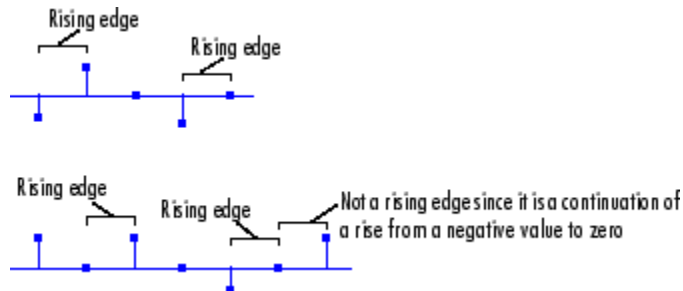 Rising edge
Rising edge
Rising edge
Rising edge
Not a rising edge since it is a continuation of
a rise from a negative value to zero